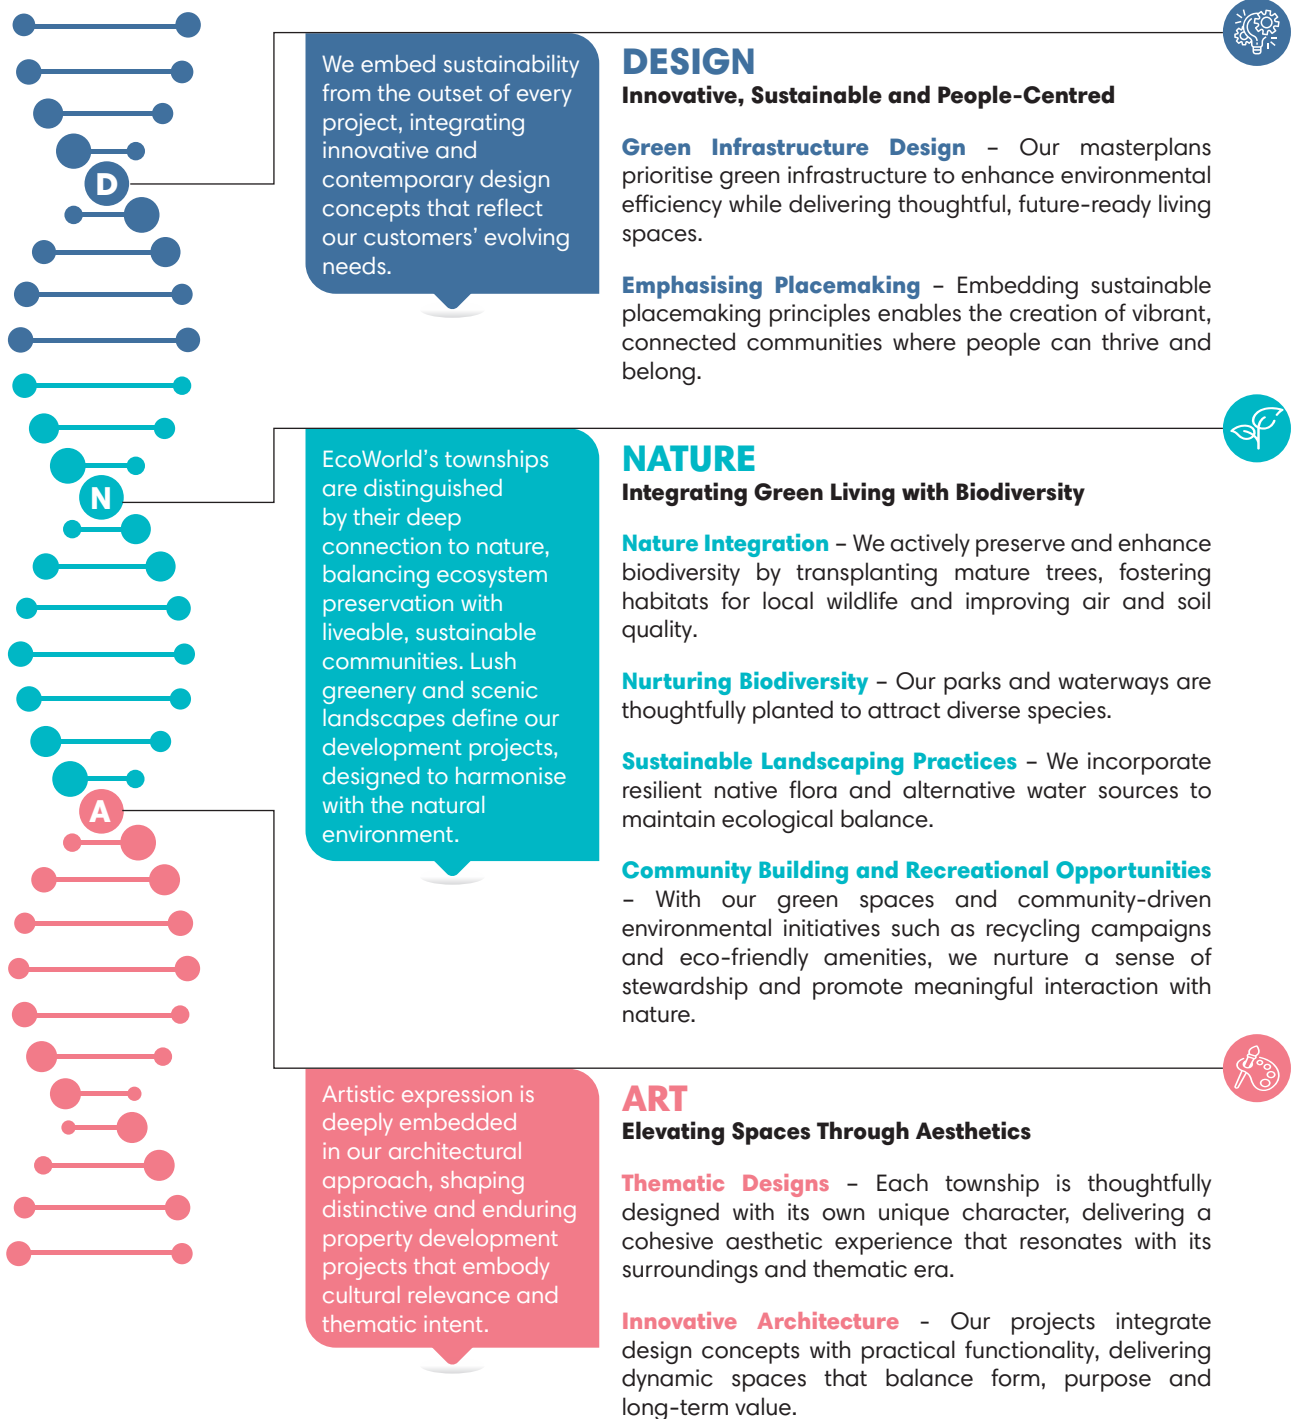 D
We embed sustainability
from the outset of every
project, integrating
innovative and
contemporary design
concepts that reflect
our customers’ evolving
needs.
DESIGN
Innovative, Sustainable and People-Centred
Green Infrastructure Design – Our masterplans
prioritise green infrastructure to enhance environmental
efficiency while delivering thoughtful, future-ready living
spaces.
Emphasising Placemaking – Embedding sustainable
placemaking principles enables the creation of vibrant,
connected communities where people can thrive and
belong.
N
EcoWorld’s townships
are distinguished
by their deep
connection to nature,
balancing ecosystem
preservation with
liveable, sustainable
communities. Lush
greenery and scenic
landscapes define our
development projects,
designed to harmonise
with the natural
environment.
NATURE
Integrating Green Living with Biodiversity
Nature Integration – We actively preserve and enhance
biodiversity by transplanting mature trees, fostering
habitats for local wildlife and improving air and soil
quality.
Nurturing Biodiversity – Our parks and waterways are
thoughtfully planted to attract diverse species.
Sustainable Landscaping Practices – We incorporate
resilient native flora and alternative water sources to
maintain ecological balance.
Community Building and Recreational Opportunities
– With our green spaces and community-driven
environmental initiatives such as recycling campaigns
and eco-friendly amenities, we nurture a sense of
stewardship and promote meaningful interaction with
nature.
A
Artistic expression is
deeply embedded
in our architectural
approach, shaping
distinctive and enduring
property development
projects that embody
cultural relevance and
thematic intent.
ART
Elevating Spaces Through Aesthetics
Thematic Designs – Each township is thoughtfully
designed with its own unique character, delivering a
cohesive aesthetic experience that resonates with its
surroundings and thematic era.
Innovative Architecture - Our projects integrate
design concepts with practical functionality, delivering
dynamic spaces that balance form, purpose and
long-term value.